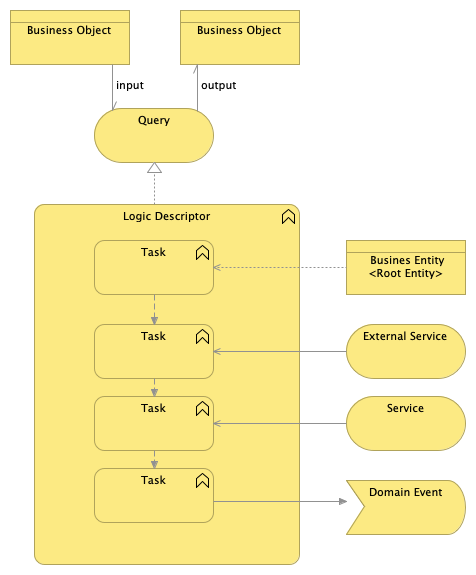 Business Object
Business Object
input
output
Query
Logic Descriptor
Task
Busines Entity
<Root Entity>
Task
External Service
Task
Service
Task
Domain Event